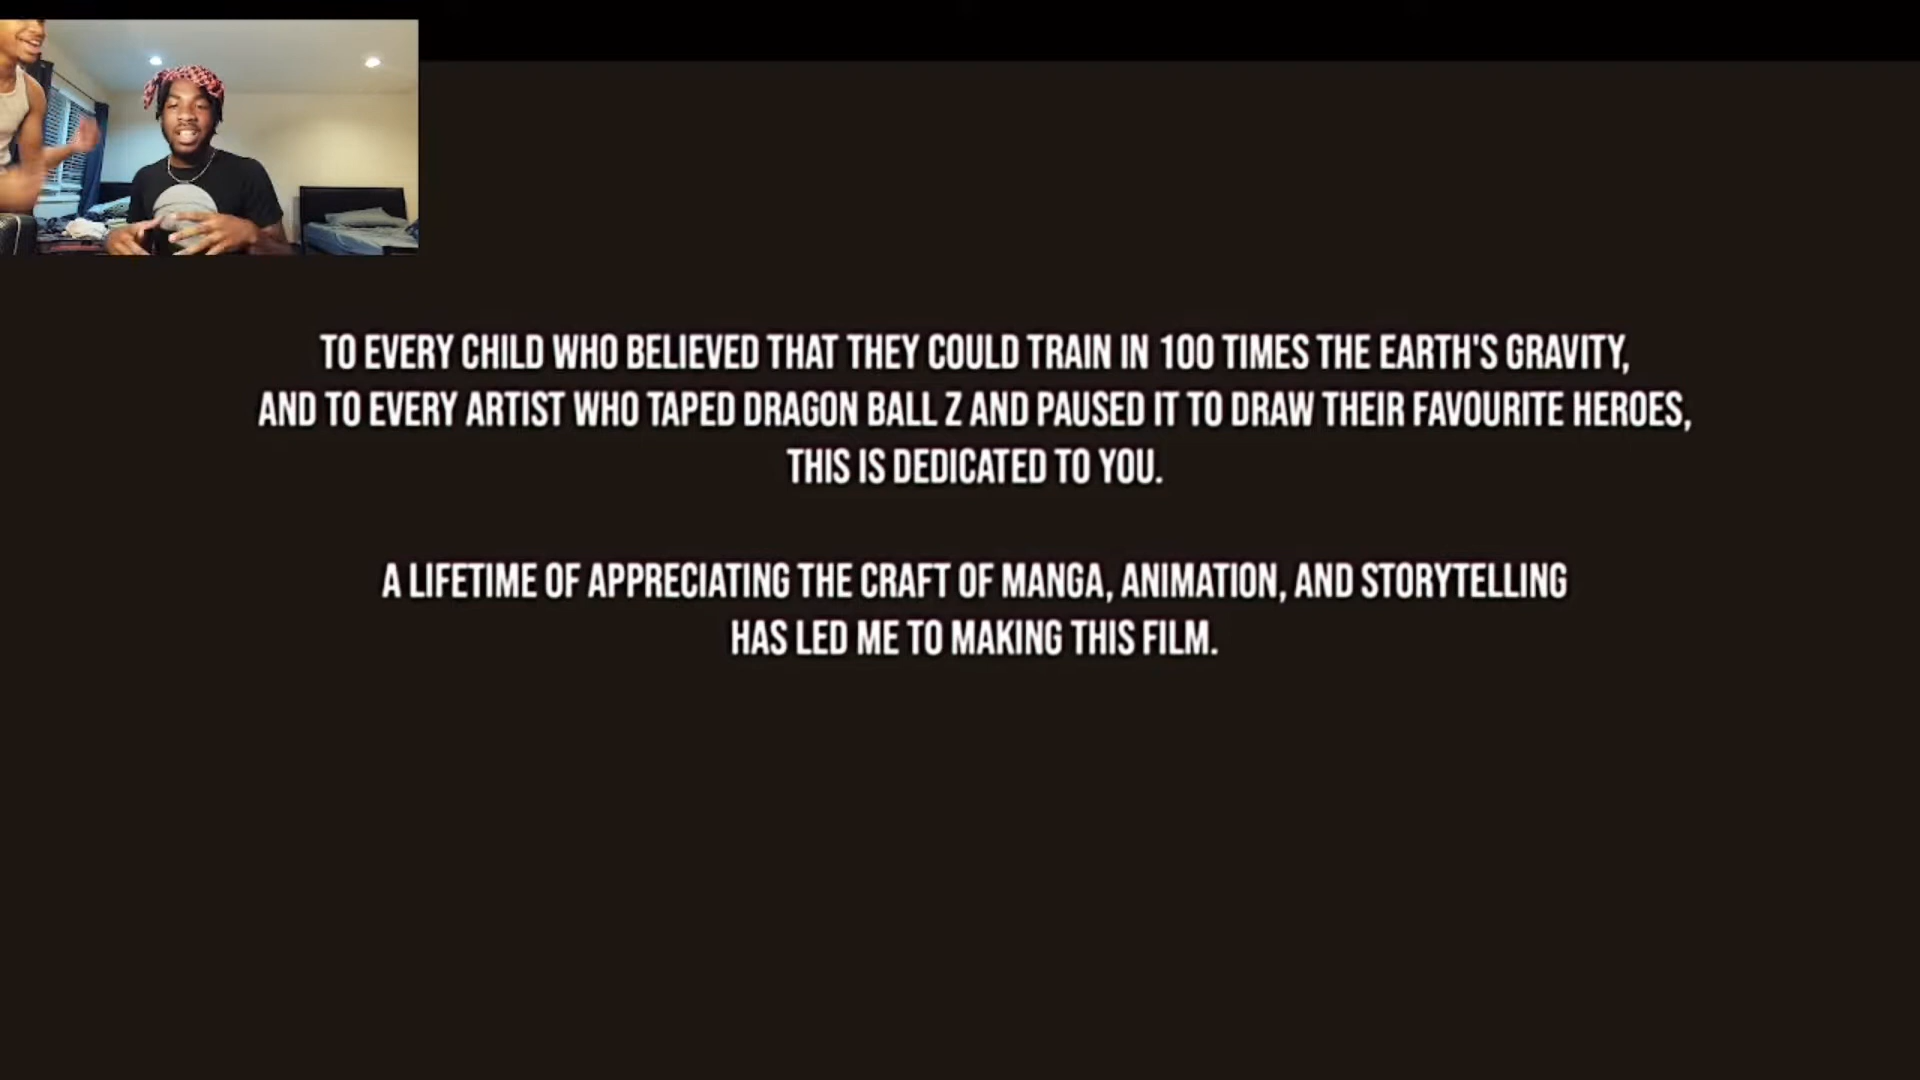 TO EVERY CHILD WHO BELIEVED THAT THEY COULD TRAIN IN 100 TIMES THE EARTH'S GRAVITY,
AND TO EVERY ARTIST WHO TAPED DRAGON BALL Z AND PAUSED IT TO DRAW THEIR FAVOURITE HEROES,
THIS IS DEDICATED TO YOU.
A LIFETIME OF APPRECIATING THE CRAFT OF MANGA, ANIMATION, AND STORYTELLING
HAS LED ME TO MAKING THIS FILM.